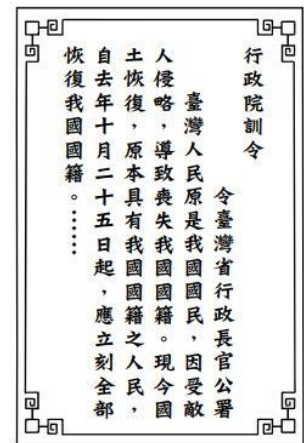 行政院訓令
令臺灣省行政長官公署
臺灣人民原是我國國民，因受敵
人侵略，導致喪失我國國籍。現今國
土恢復，原本具有我國國籍之人民，
自去年十月二十五日起，應立刻全部
恢復我國國籍。……